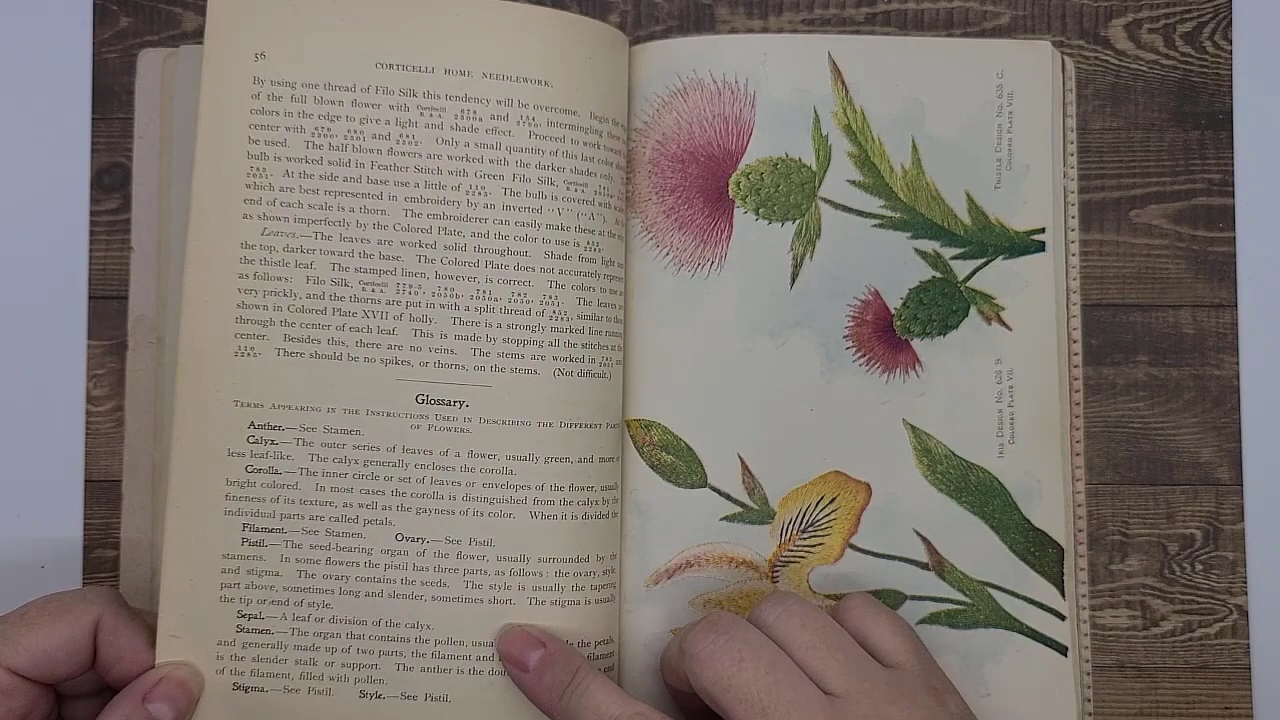 56
CORTICELLI HOME NEEDLEWORK.
By using one thread of Filo Silk this tendency will be overcome. Begin the
of the full blown flower with Corticelli B. & A. and intermingling these
colors in the edge to give a light and shade effect. Proceed to work toward
center with and Only a small quantity of this last color
be used. The half blown flowers are worked with the darker shades only.
bulb is worked solid in Feather Stitch with Green Filo Silk, Corticelli B. & A.
At the side and base use a little of The bulb is covered with
which are best represented in embroidery by an inverted "V" ("Λ"). At
end of each scale is a thorn. The embroiderer can easily make these at the
as shown imperfectly by the Colored Plate, and the color to use is
Leaves.—The leaves are worked solid throughout. Shade from light
the top, darker toward the base. The Colored Plate does not accurately
the thistle leaf. The stamped linen, however, is correct. The colors to use
as follows: Filo Silk, Corticelli B. & A. The leaves
very prickly, and the thorns are put in with a split thread of similar to
shown in Colored Plate XVII of holly. There is a strongly marked line
through the center of each leaf. This is made by stopping all the stitches at
center. Besides this, there are no veins. The stems are worked in
There should be no spikes, or thorns, on the stems. (Not difficult.)
Glossary.
Terms Appearing in the Instructions Used in Describing the Different
of Flowers.
Anther.—See Stamen.
Calyx.—The outer series of leaves of a flower, usually green, and more
less leaf-like. The calyx generally encloses the corolla.
Corolla.—The inner circle or set of leaves or envelopes of the flower, usually
bright colored. In most cases the corolla is distinguished from the calyx by the
fineness of its texture, as well as the gayness of its color. When it is divided the
individual parts are called petals.
Filament.—See Stamen. Ovary.—See Pistil.
Pistil.—The seed-bearing organ of the flower, usually surrounded by the
stamens. In some flowers the pistil has three parts, as follows: the ovary, style,
and stigma. The ovary contains the seeds. The style is usually the tapering
part above, sometimes long and slender, sometimes short. The stigma is usually
the tip or end of style.
Sepal.—A leaf or division of the calyx.
Stamen.—The organ that contains the pollen, the petals,
and generally made up of two parts, the filament and filament
is the slender stalk or support. The anther is the end
of the filament, filled with pollen.
Stigma.—See Pistil. Style.—See Pistil.
Thistle Design No. 635 C.
Colored Plate VIII.
Iris Design No. 628 B
Colored Plate VII.